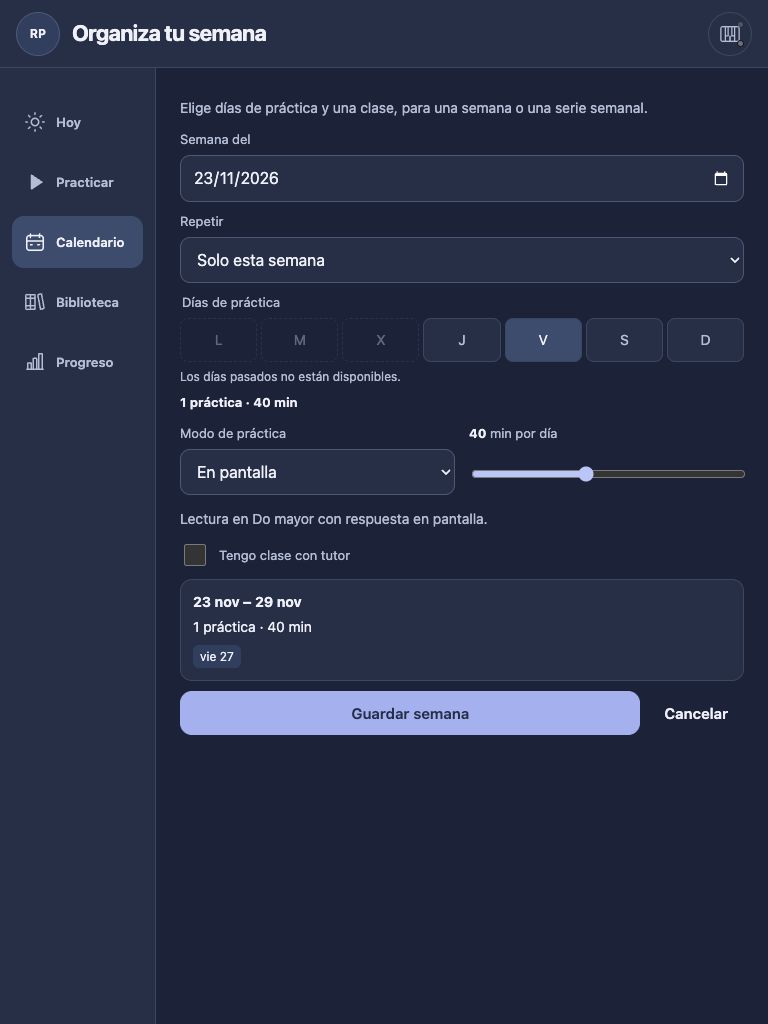 RP
Organiza tu semana
Hoy
Practicar
Calendario
Biblioteca
Progreso
Elige días de práctica y una clase, para una semana o una serie semanal.
Semana del
23/11/2026
Repetir
Solo esta semana
Días de práctica
L M X J V S D
Los días pasados no están disponibles.
1 práctica · 40 min
Modo de práctica
40 min por día
En pantalla
Lectura en Do mayor con respuesta en pantalla.
Tengo clase con tutor
23 nov – 29 nov
1 práctica · 40 min
vie 27
Guardar semana
Cancelar